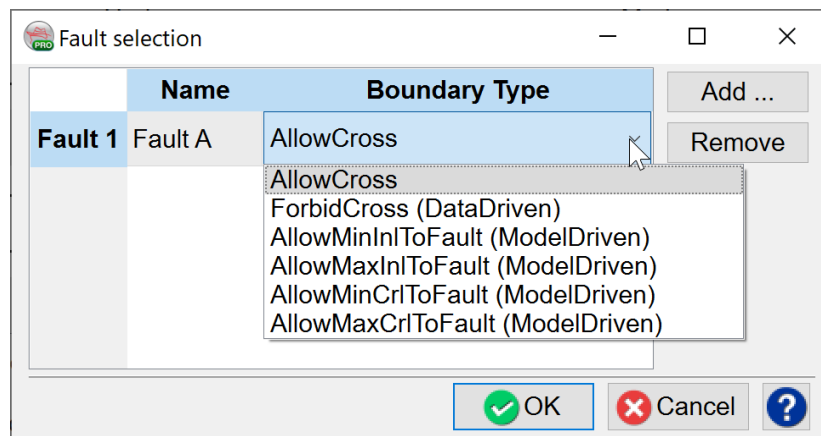 PRO Fault selection
Name Boundary Type Add ...
Fault 1 Fault A AllowCross Remove
AllowCross
ForbidCross (DataDriven)
AllowMinInlToFault (ModelDriven)
AllowMaxInlToFault (ModelDriven)
AllowMinCrlToFault (ModelDriven)
AllowMaxCrlToFault (ModelDriven)
OK Cancel ?